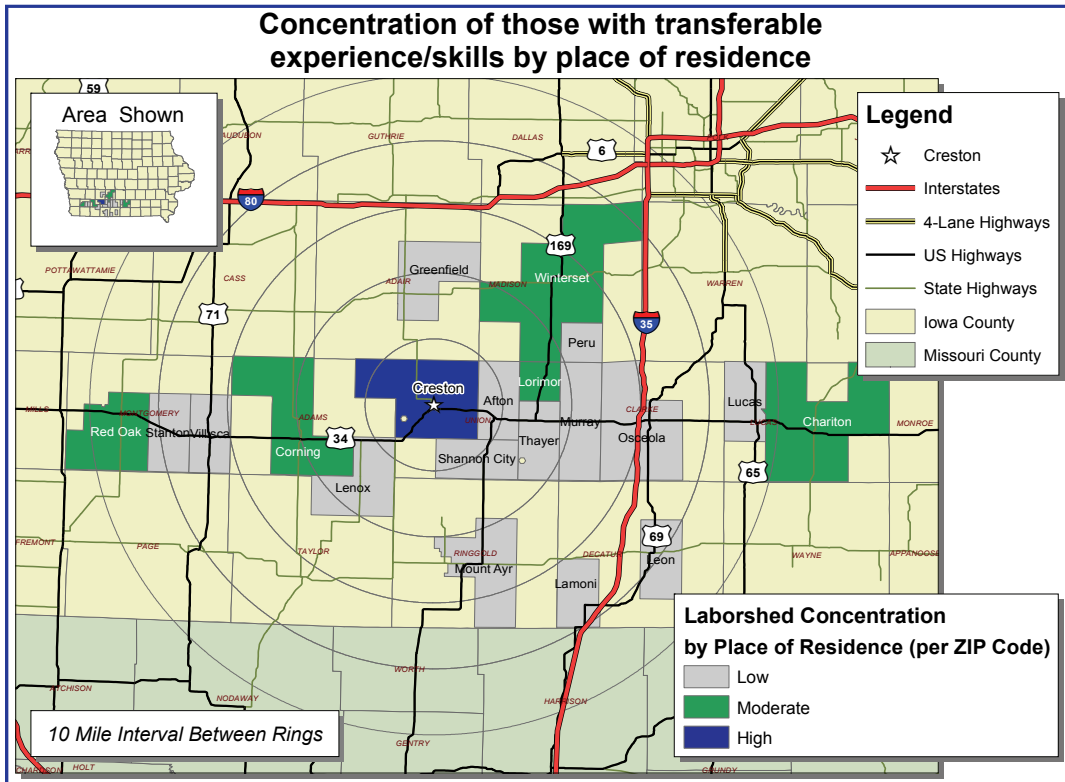 Concentration of those with transferable
experience/skills by place of residence
Area Shown
59
AUDUBON
GUTHRIE
DALLAS
6
80
169
POTTAWATTAMIE
CASS
ADAIR
Greenfield
MADISON
Winterset
WARREN
71
35
Peru
Creston
Lorimor
Afton
MILLS
MONTGOMERY
ADAMS
UNION
Murray
CLARKE
Lucas
LUCAS
Chariton
MONROE
Red Oak
Stanton
Villisca
34
Thayer
Osceola
Corning
Shannon City
65
Lenox
69
FREMONT
PAGE
TAYLOR
RINGGOLD
DECATUR
WAYNE
APPANOOSE
Mount Ayr
Leon
Lamoni
WORTH
NODAWAY
HARRISON
GENTRY
HOLT
GRUNDY
10 Mile Interval Between Rings
Legend
Creston
Interstates
4-Lane Highways
US Highways
State Highways
Iowa County
Missouri County
Laborshed Concentration
by Place of Residence (per ZIP Code)
Low
Moderate
High